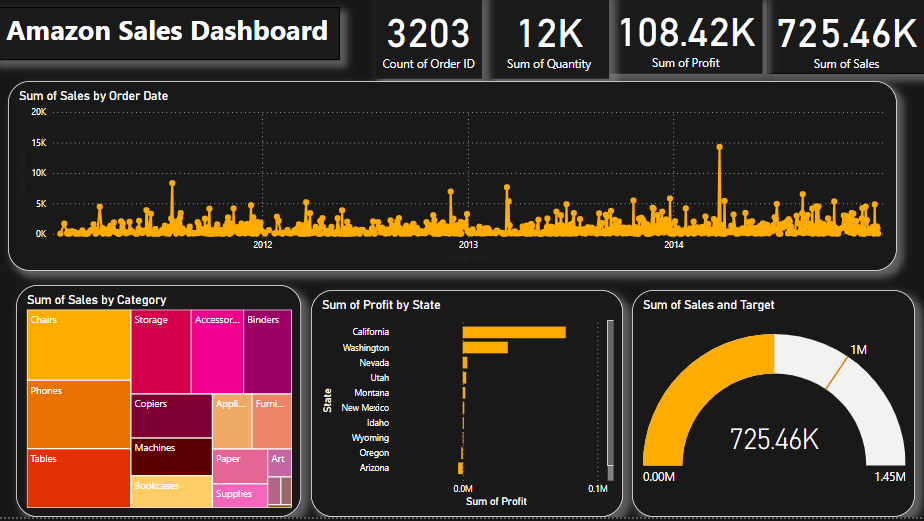 Amazon Sales Dashboard
3203
Count of Order ID
12K
Sum of Quantity
108.42K
Sum of Profit
725.46K
Sum of Sales
Sum of Sales by Order Date
20K
15K
10K
5K
0K
2012
2013
2014
Sum of Sales by Category
Chairs
Storage
Accessor...
Binders
Phones
Copiers
Appli...
Furni...
Machines
Tables
Paper
Art
Bookcases
Supplies
Sum of Profit by State
State
California
Washington
Nevada
Utah
Montana
New Mexico
Idaho
Wyoming
Oregon
Arizona
0.0M
0.1M
Sum of Profit
Sum of Sales and Target
1M
725.46K
0.00M
1.45M